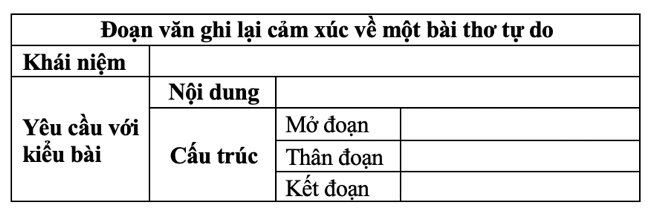 Đoạn văn ghi lại cảm xúc về một bài thơ tự do
Khái niệm
Yêu cầu với
kiểu bài
Nội dung
Cấu trúc
Mở đoạn
Thân đoạn
Kết đoạn